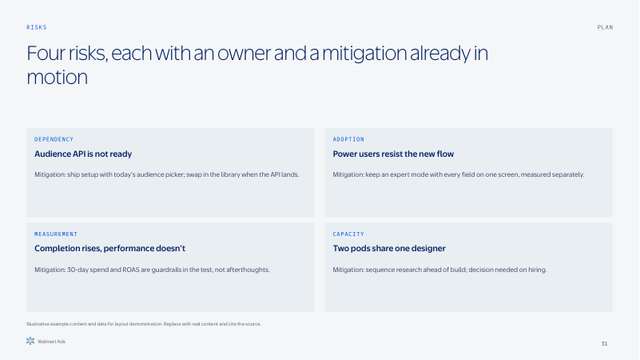 RISKS
PLAN
Four risks, each with an owner and a mitigation already in
motion
DEPENDENCY
Audience API is not ready
Mitigation: ship setup with today's audience picker; swap in the library when the API lands.
ADOPTION
Power users resist the new flow
Mitigation: keep an expert mode with every field on one screen, measured separately.
MEASUREMENT
Completion rises, performance doesn't
Mitigation: 30-day spend and ROAS are guardrails in the test, not afterthoughts.
CAPACITY
Two pods share one designer
Mitigation: sequence research ahead of build; decision needed on hiring.
Illustrative example content and data for layout demonstration. Replace with real content and cite the source.
Walmart Ads
31